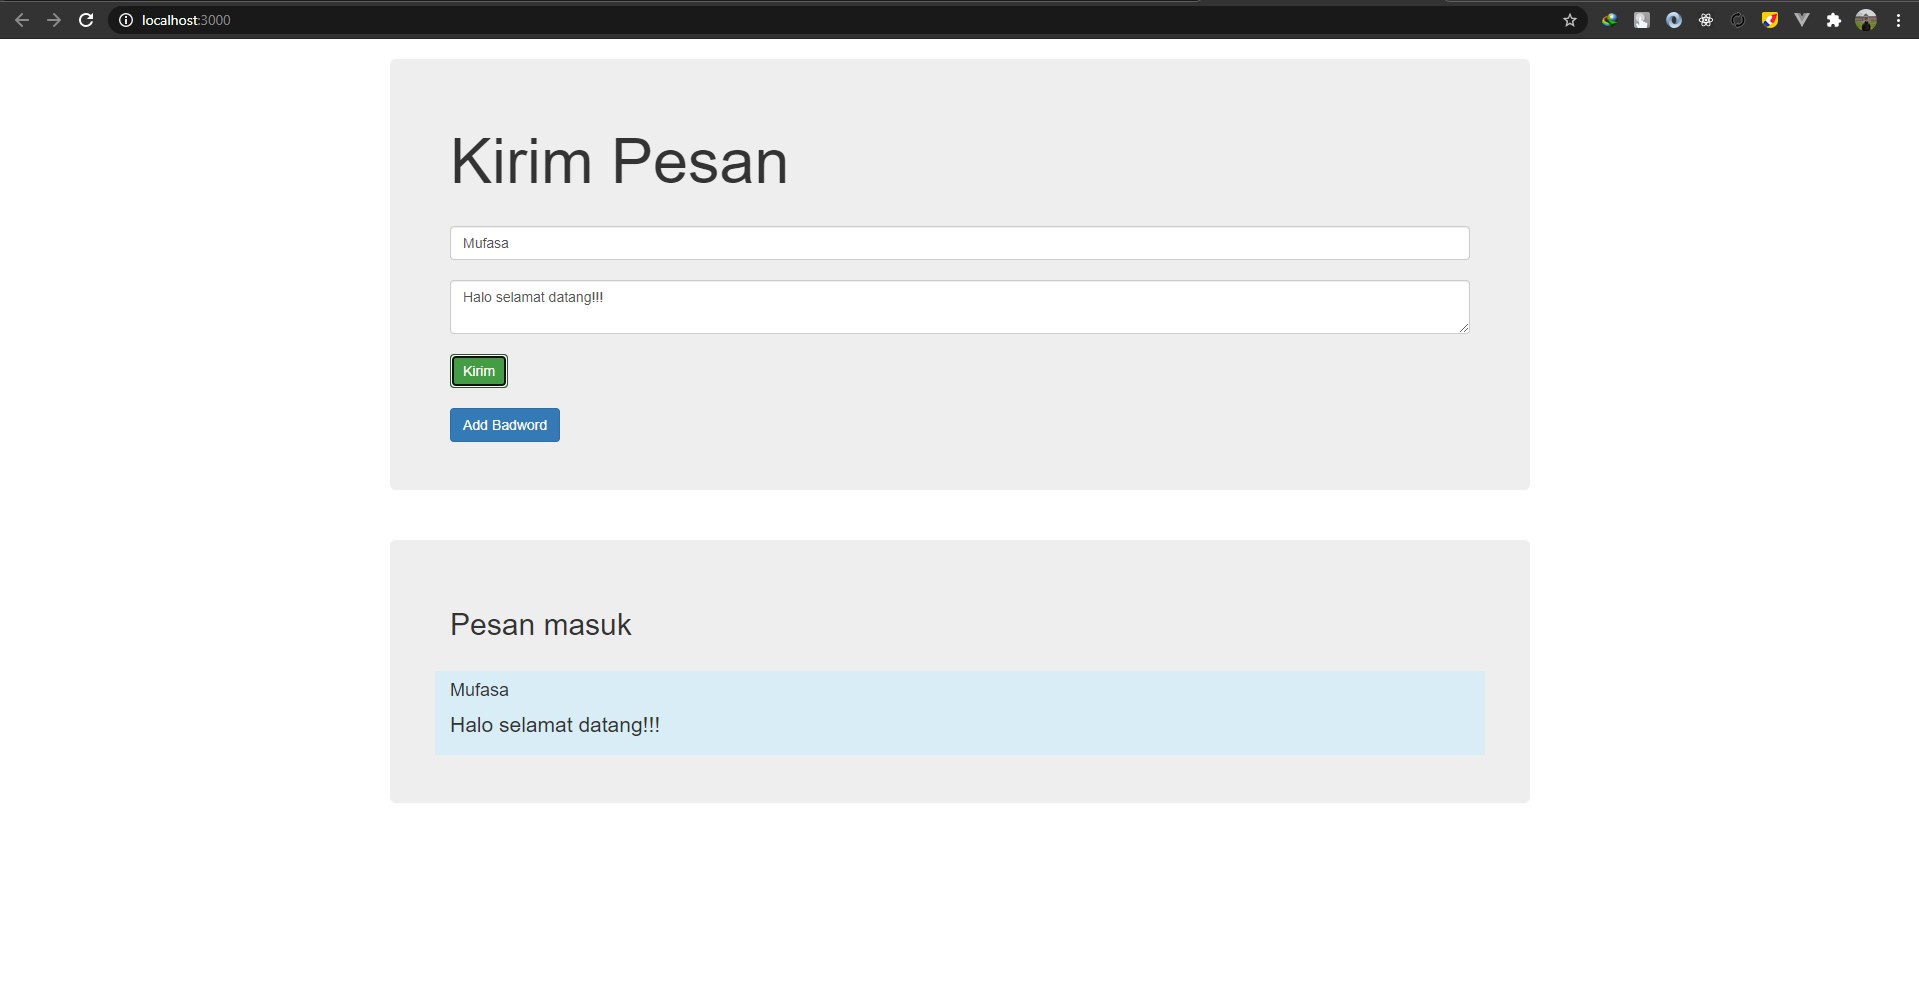 localhost:3000
Kirim Pesan
Mufasa
Halo selamat datang!!!
Kirim
Add Badword
Pesan masuk
Mufasa
Halo selamat datang!!!